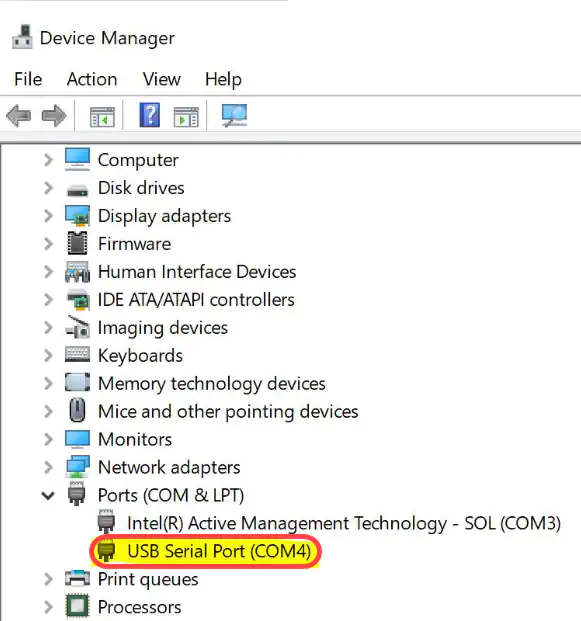 Device Manager
File Action View Help
Computer
Disk drives
Display adapters
Firmware
Human Interface Devices
IDE ATA/ATAPI controllers
Imaging devices
Keyboards
Memory technology devices
Mice and other pointing devices
Monitors
Network adapters
Ports (COM & LPT)
Intel(R) Active Management Technology - SOL (COM3)
USB Serial Port (COM4)
Print queues
Processors